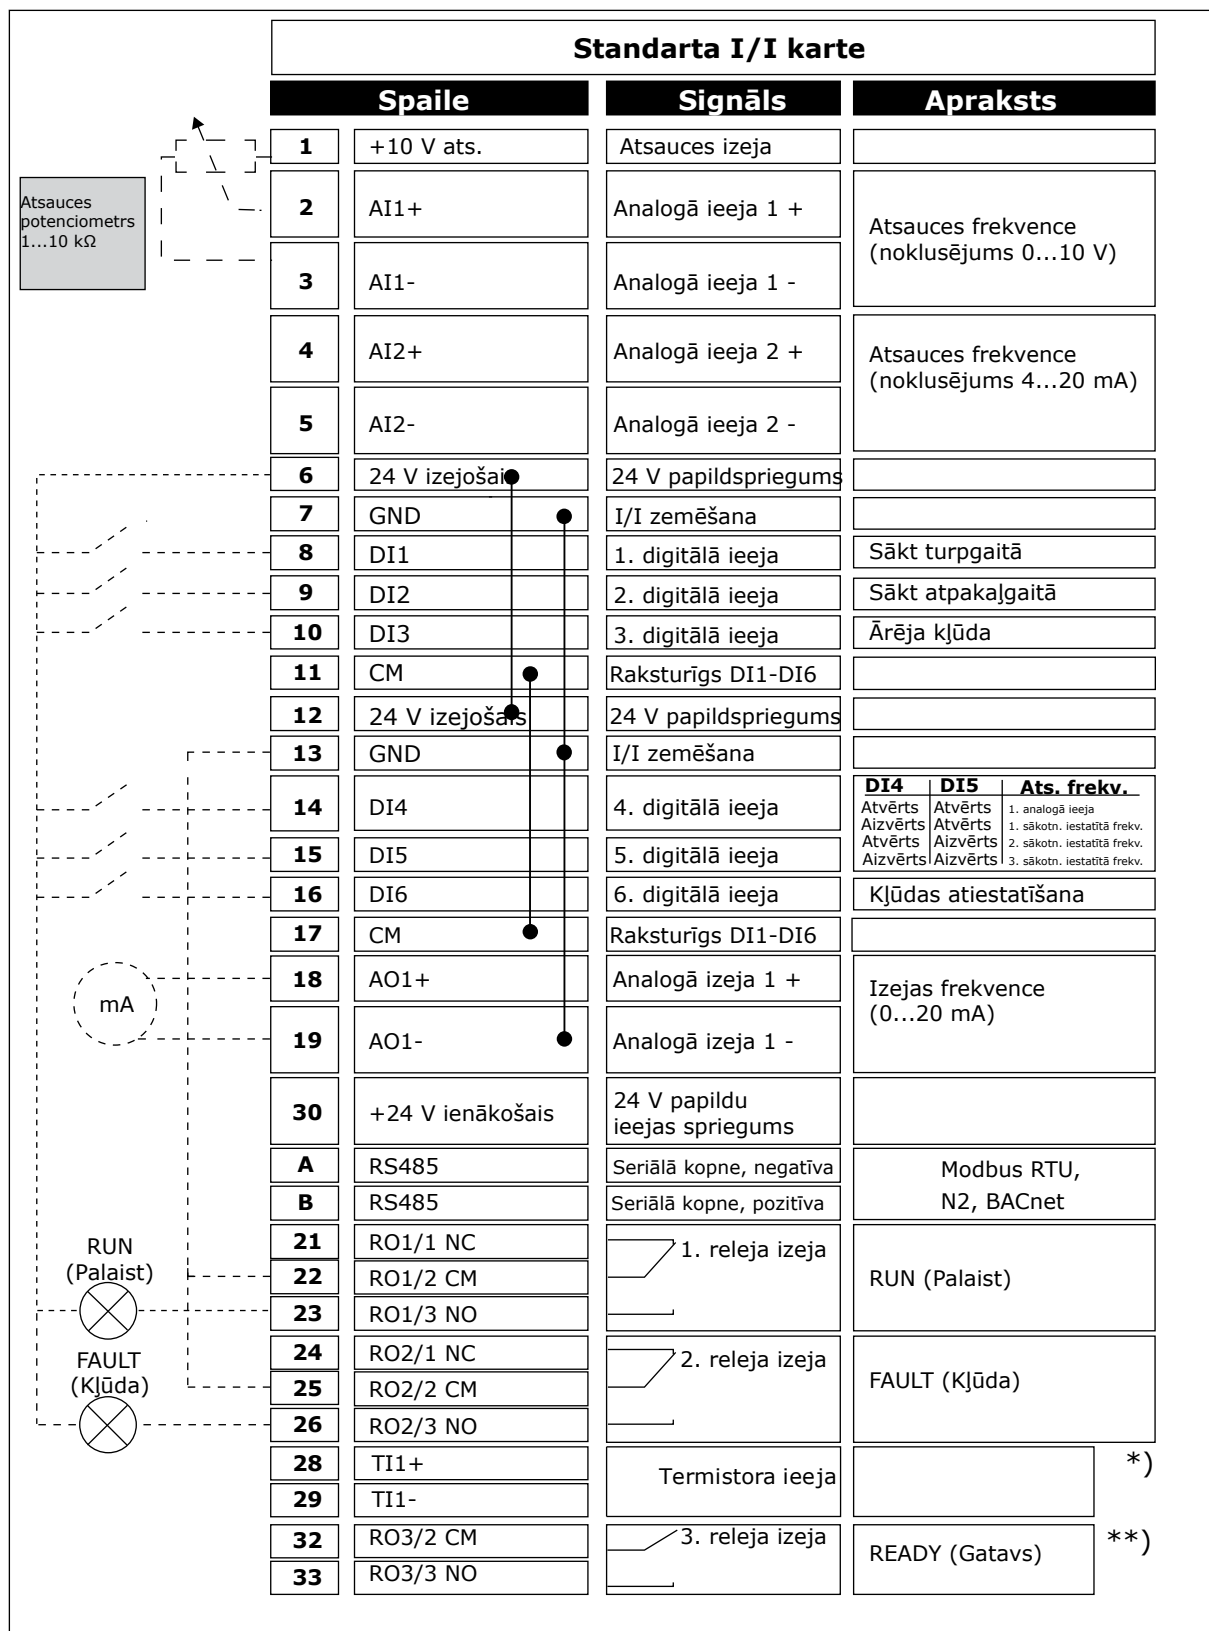 Standarta I/I karte
Spaile Signāls Apraksts
1 +10 V ats. Atsauces izeja
Atsauces
potenciometrs
1...10 kΩ
2 AI1+ Analogā ieeja 1 +
Atsauces frekvence
(noklusējums 0...10 V)
3 AI1- Analogā ieeja 1 -
4 AI2+ Analogā ieeja 2 +
Atsauces frekvence
(noklusējums 4...20 mA)
5 AI2- Analogā ieeja 2 -
6 24 V izejošais 24 V papildspriegums
7 GND I/I zemēšana
8 DI1 1. digitālā ieeja Sākt turpgaitā
9 DI2 2. digitālā ieeja Sākt atpakaļgaitā
10 DI3 3. digitālā ieeja Ārēja kļūda
11 CM Raksturīgs DI1-DI6
12 24 V izejošais 24 V papildspriegums
13 GND I/I zemēšana
14 DI4 4. digitālā ieeja
DI4 DI5 Ats. frekv.
Atvērts Atvērts 1. analogā ieeja
Aizvērts Atvērts 1. sākotn. iestatītā frekv.
Atvērts Aizvērts 2. sākotn. iestatītā frekv.
Aizvērts Aizvērts 3. sākotn. iestatītā frekv.
15 DI5 5. digitālā ieeja
16 DI6 6. digitālā ieeja Kļūdas atiestatīšana
17 CM Raksturīgs DI1-DI6
18 AO1+ Analogā izeja 1 +
mA
Izejas frekvence
(0...20 mA)
19 AO1- Analogā izeja 1 -
30 +24 V ienākošais
24 V papildu
ieejas spriegums
A RS485 Seriālā kopne, negatīva
Modbus RTU,
N2, BACnet
B RS485 Seriālā kopne, pozitīva
21 RO1/1 NC 1. releja izeja
RUN
(Palaist)
22 RO1/2 CM RUN (Palaist)
23 RO1/3 NO
24 RO2/1 NC 2. releja izeja
FAULT
(Kļūda)
25 RO2/2 CM FAULT (Kļūda)
26 RO2/3 NO
28 TI1+ Termistora ieeja *)
29 TI1-
32 RO3/2 CM 3. releja izeja READY (Gatavs) **)
33 RO3/3 NO